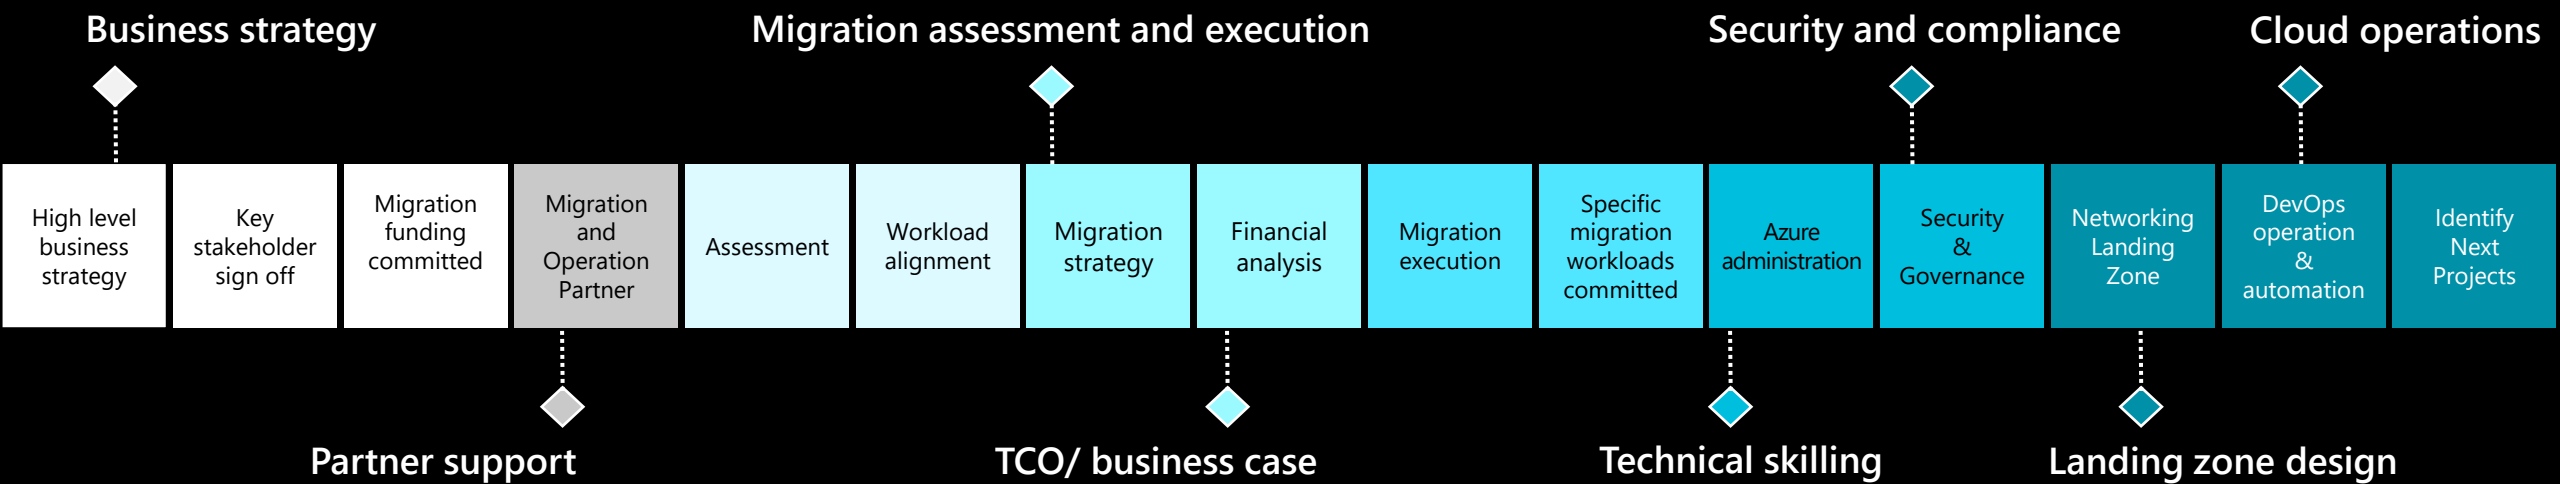 Business strategy
Migration assessment and execution
Security and compliance
Cloud operations
High level
business
strategy
Key
stakeholder
sign off
Migration
funding
committed
Migration
and
Operation
Partner
Assessment
Workload
alignment
Migration
strategy
Financial
analysis
Migration
execution
Specific
migration
workloads
committed
Azure
administration
Security
&
Governance
Networking
Landing
Zone
DevOps
operation
&
automation
Identify
Next
Projects
Partner support
TCO/ business case
Technical skilling
Landing zone design